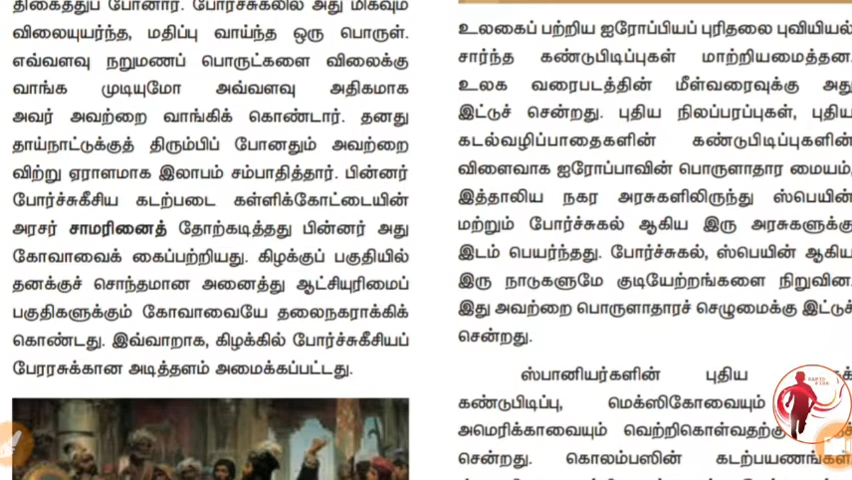 திகைத்துப் போனார். போர்ச்சுகலில் அது மிகவும்
விலையுயர்ந்த, மதிப்பு வாய்ந்த ஒரு பொருள்.
எவ்வளவு நறுமணப் பொருட்களை விலைக்கு
வாங்க முடியுமோ அவ்வளவு அதிகமாக
அவர் அவற்றை வாங்கிக் கொண்டார். தனது
தாய்நாட்டுக்குத் திரும்பிப் போனதும் அவற்றை
விற்று ஏராளமாக இலாபம் சம்பாதித்தார். பின்னர்
போர்ச்சுகீசிய கடற்படை கள்ளிக்கோட்டையின்
அரசர் சாமரினைத் தோற்கடித்தது பின்னர் அது
கோவாவைக் கைப்பற்றியது. கிழக்குப் பகுதியில்
தனக்குச் சொந்தமான அனைத்து ஆட்சியுரிமைப்
பகுதிகளுக்கும் கோவாவையே தலைநகராக்கிக்
கொண்டது. இவ்வாறாக, கிழக்கில் போர்ச்சுகீசியப்
பேரரசுக்கான அடித்தளம் அமைக்கப்பட்டது.
உலகைப் பற்றிய ஐரோப்பியப் புரிதலை புவியியல்
சார்ந்த கண்டுபிடிப்புகள் மாற்றியமைத்தன.
உலக வரைபடத்தின் மீள்வரைவுக்கு அது
இட்டுச் சென்றது. புதிய நிலப்பரப்புகள், புதிய
கடல்வழிப்பாதைகளின் கண்டுபிடிப்புகளின்
விளைவாக ஐரோப்பாவின் பொருளாதார மையம்,
இத்தாலிய நகர அரசுகளிலிருந்து ஸ்பெயின்
மற்றும் போர்ச்சுகல் ஆகிய இரு அரசுகளுக்கு
இடம் பெயர்ந்தது. போர்ச்சுகல், ஸ்பெயின் ஆகிய
இரு நாடுகளுமே குடியேற்றங்களை நிறுவின.
இது அவற்றை பொருளாதாரச் செழுமைக்கு இட்டுச்
சென்றது.
ஸ்பானியர்களின் புதிய
கண்டுபிடிப்பு, மெக்ஸிகோவையும்
அமெரிக்காவையும் வெற்றிகொள்வதற்கு
சென்றது. கொலம்பஸின் கடற்பயணங்கள்,